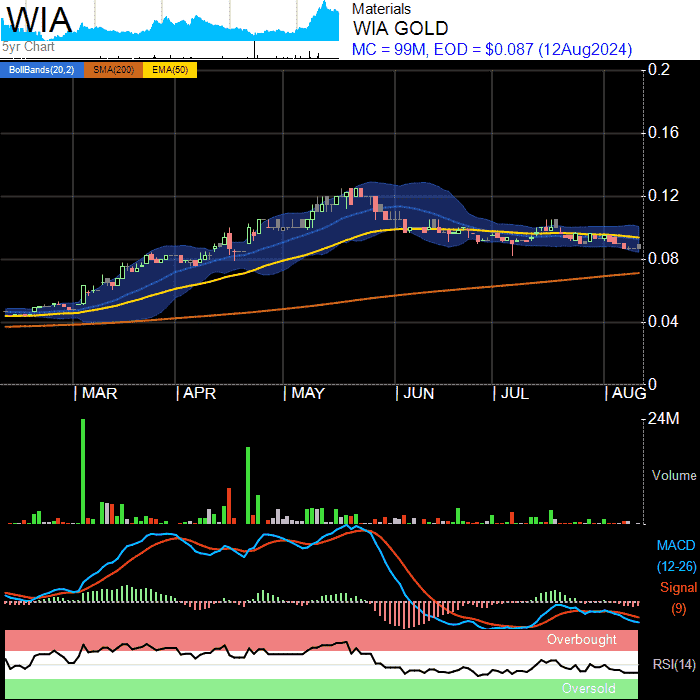 WIA
5yr Chart
Materials
WIA GOLD
MC = 99M, EOD = $0.087 (12Aug2024)
BollBands(20,2) SMA(200) EMA(50)
0.2
0.16
0.12
0.08
0.04
0
| MAR | APR | MAY | JUN | JUL | AUG
24M
Volume
MACD
(12-26)
Signal
(9)
Overbought
RSI(14)
Oversold